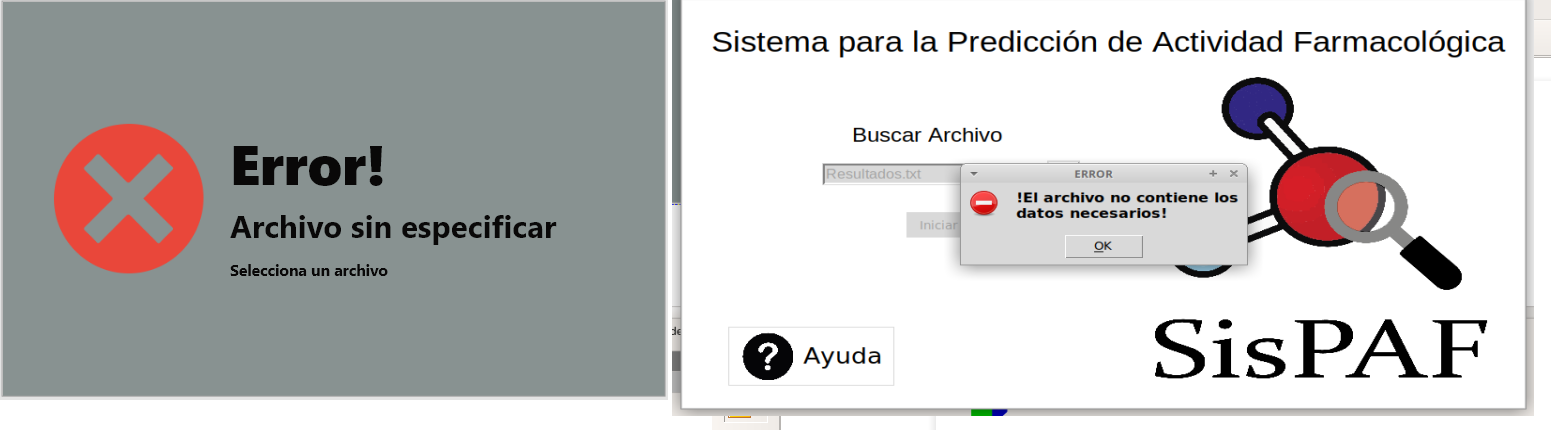 Error!
Archivo sin especificar
Selecciona un archivo
Sistema para la Predicción de Actividad Farmacológica
Buscar Archivo
Resultados.txt
Iniciar
ERROR
!El archivo no contiene los
datos necesarios!
OK
Ayuda
SisPAF